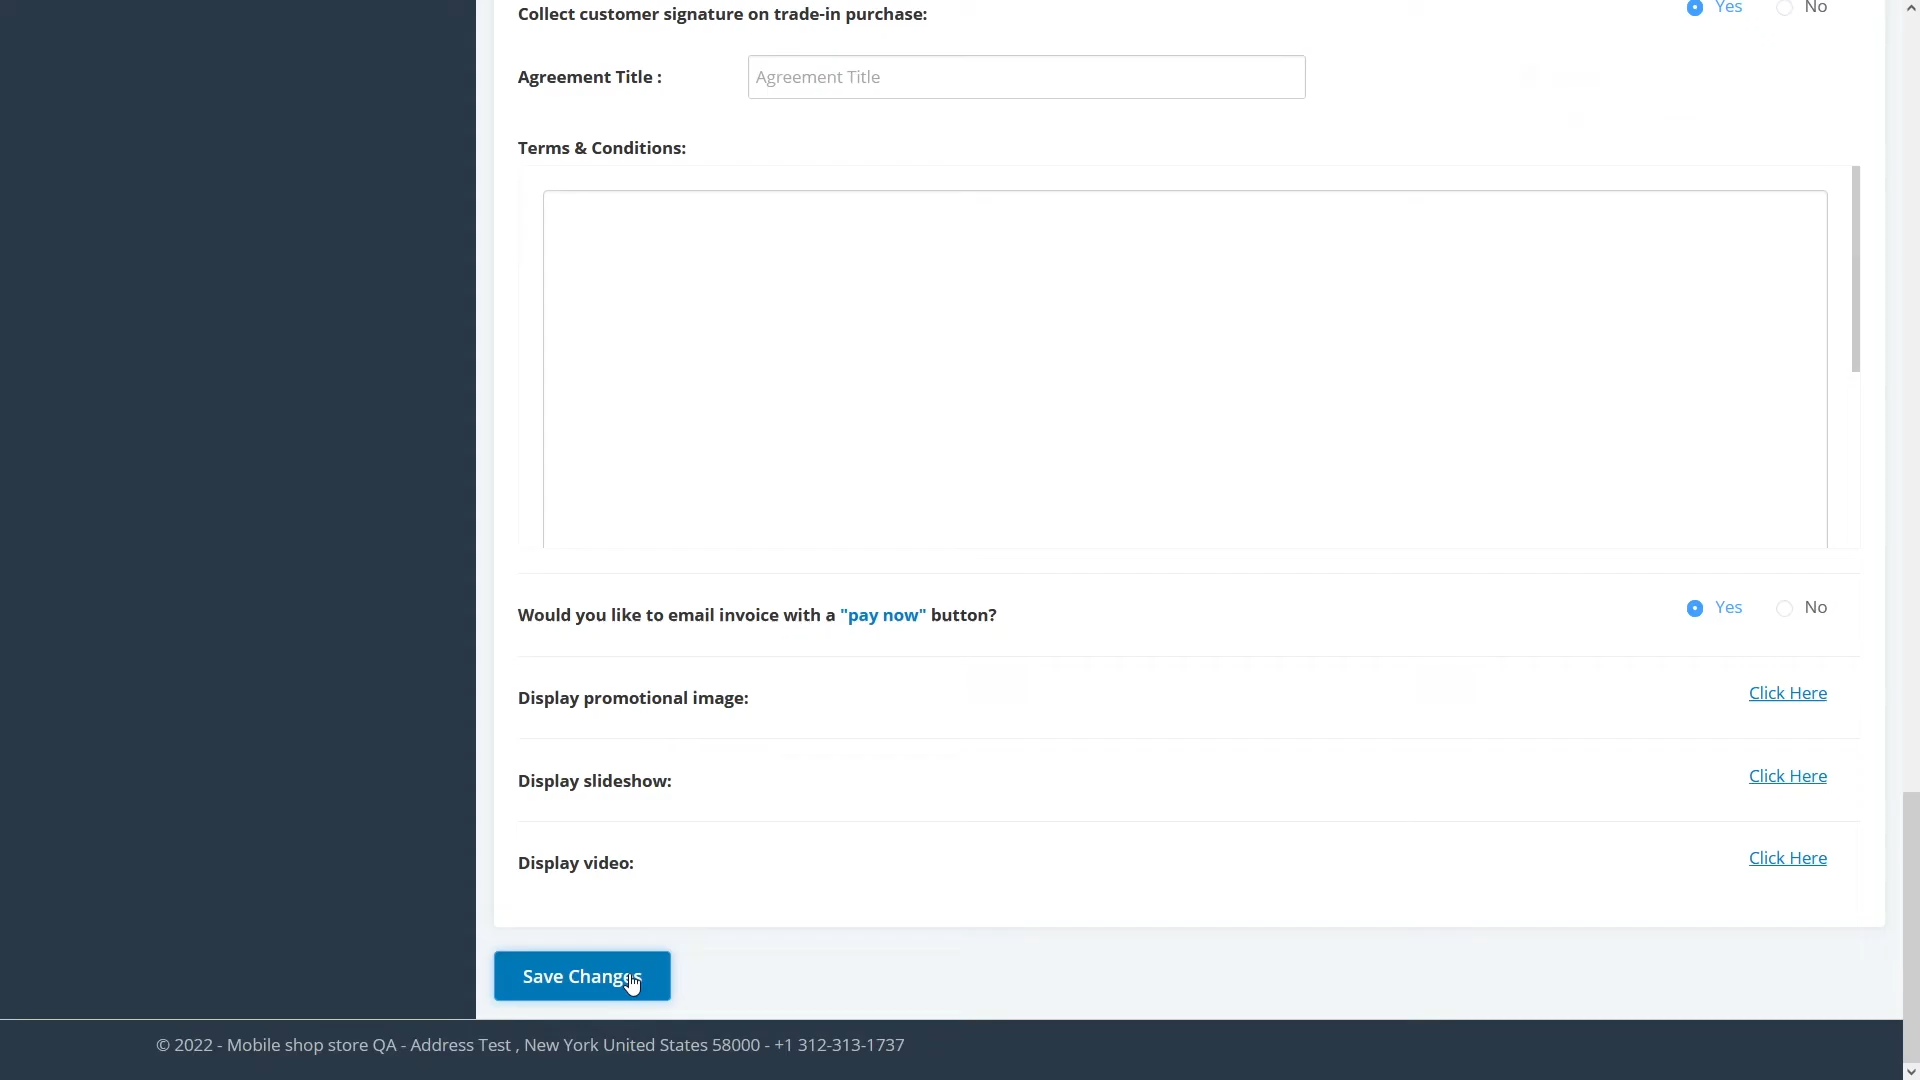 Collect customer signature on trade-in purchase:
Yes
No
Agreement Title :
Agreement Title
Terms & Conditions:
Would you like to email invoice with a "pay now" button?
Yes
No
Display promotional image:
Click Here
Display slideshow:
Click Here
Display video:
Click Here
Save Changes
© 2022 - Mobile shop store QA - Address Test , New York United States 58000 - +1 312-313-1737